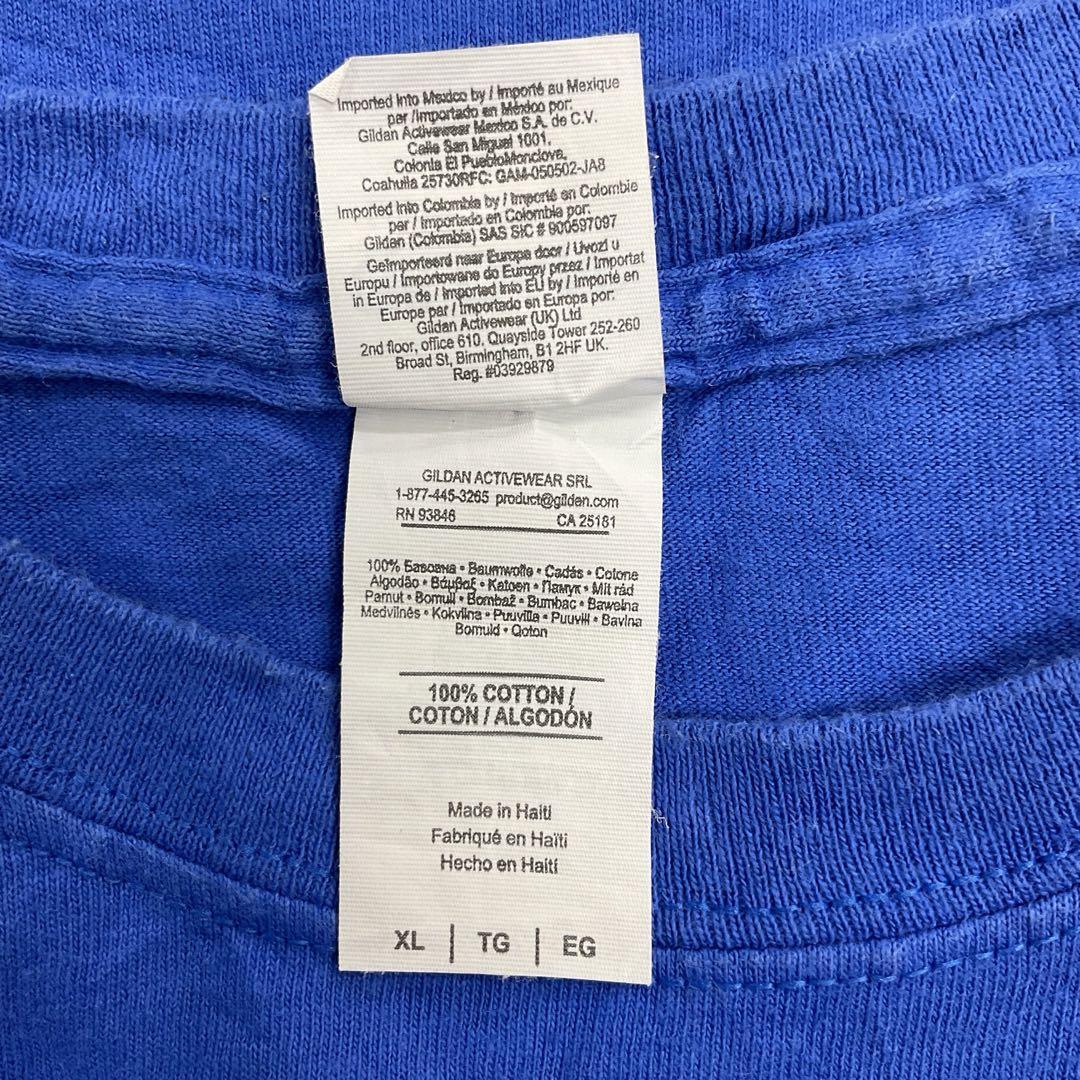 Imported Into Mexico by / Importé au Mexique
par /Importado en México por:
Gildan Activewear Mexico S.A. de C.V.
Calle San Miguel 1001,
Colonia El PuebloMonclova,
Coahuila 25730RFC: GAM-050502-JA8
Imported Into Colombia by / Importé en Colombie
per / Importado en Colombia por:
Gildan (Colombia) SAS SIC # 900597097
Geïmporteerd naar Europa door / Uvozi u
Europu / Importowane do Europy przez / Importat
in Europa de / Imported Into EU by / Importé en
Europe par / Importado en Europa por:
Gildan Activewear (UK) Ltd
2nd floor, office 610, Quayside Tower 252-260
Broad St, Birmingham, B1 2HF UK.
Reg. #03929879
GILDAN ACTIVEWEAR SRL
1-877-445-3265 product@gildan.com
RN 93846 CA 25181
100% Бавовна • Baumwolle • Cadás • Cotone
Algodão • Βάμβαξ • Katoen • Памук • Mit rád
Pamut • Bomull • Bombaž • Bumbac • Bawełna
Medvilnės • Kokvilna • Puuvilla • Puuvill • Bavlna
Bomuld • Qoton
100% COTTON /
COTON / ALGODÓN
Made in Haiti
Fabriqué en Haïti
Hecho en Haití
XL | TG | EG